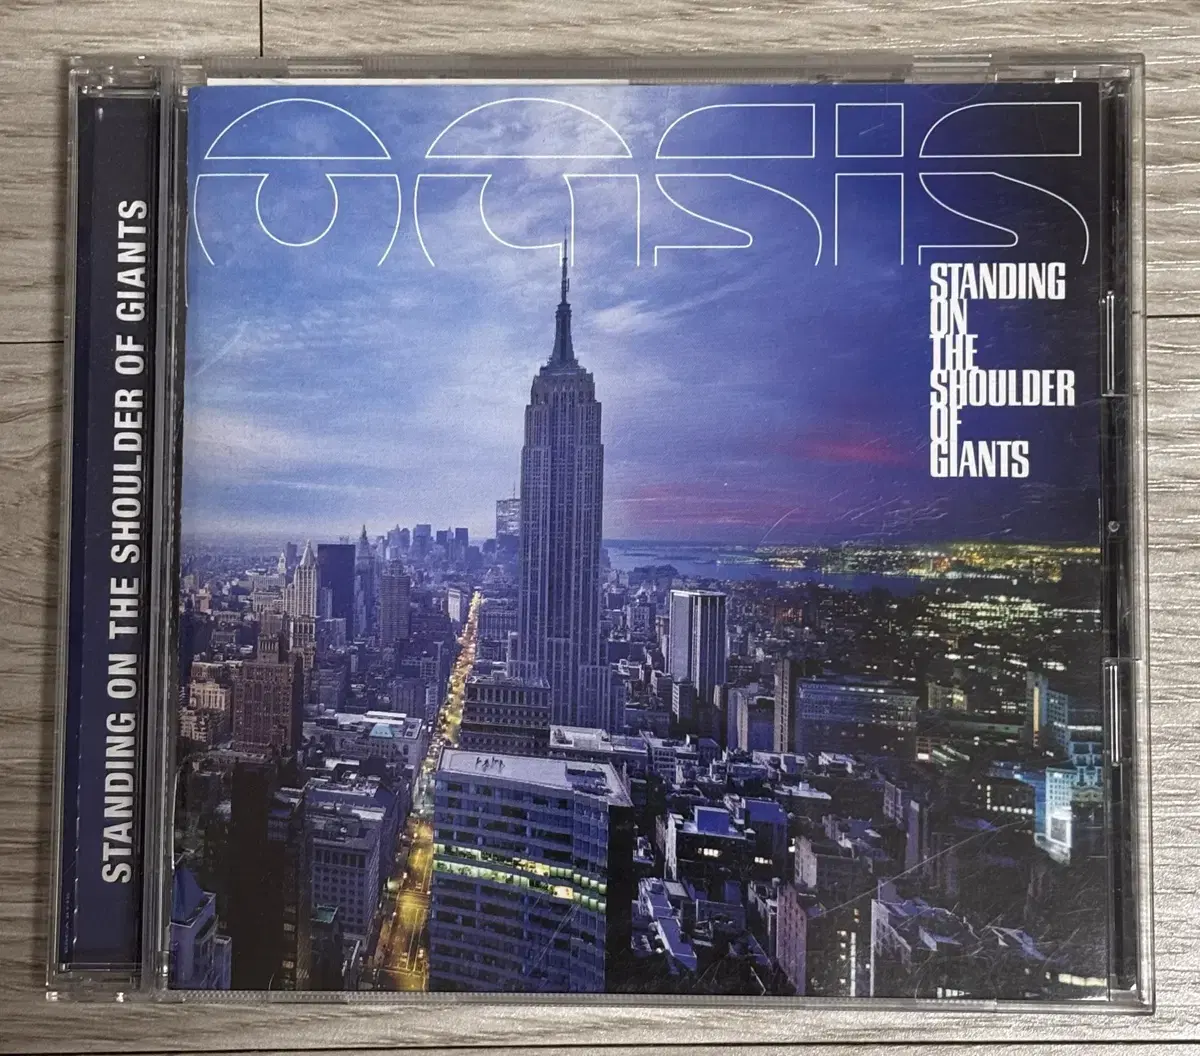 STANDING ON THE SHOULDER OF GIANTS
oasis
STANDING
ON
THE
SHOULDER
OF
GIANTS